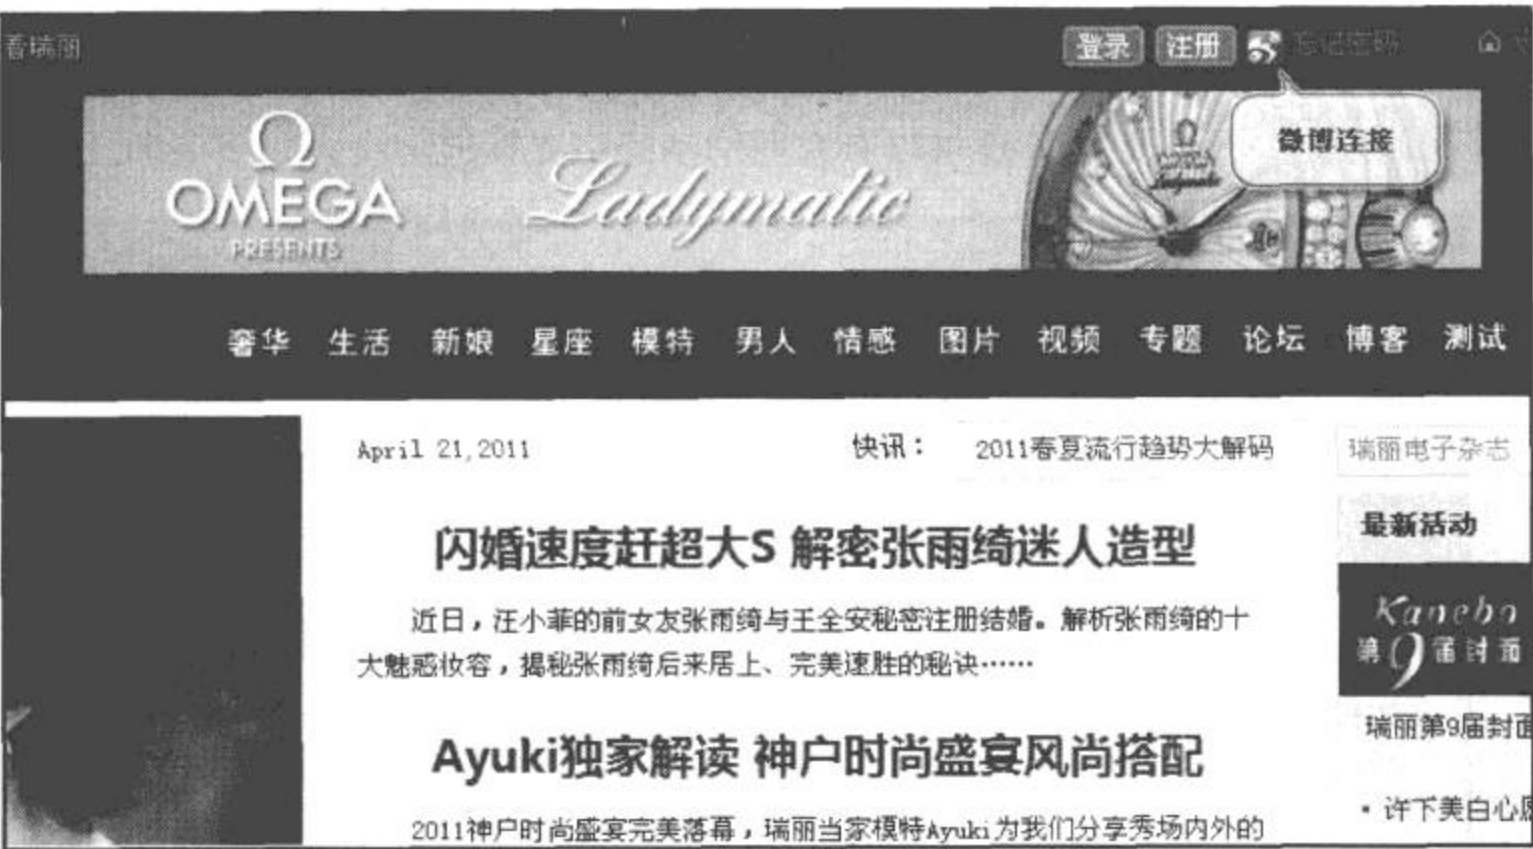 看瑞丽
登录 注册 忘记密码
微博连接
Ω
OMEGA
PRESENTS
Ladymatic
奢华 生活 新娘 星座 模特 男人 情感 图片 视频 专题 论坛 博客 测试
April 21,2011 快讯： 2011春夏流行趋势大解码
闪婚速度赶超大S 解密张雨绮迷人造型
近日，汪小菲的前女友张雨绮与王全安秘密注册结婚。解析张雨绮的十
大魅惑妆容，揭秘张雨绮后来居上、完美速胜的秘诀……
Ayuki独家解读 神户时尚盛宴风尚搭配
2011神户时尚盛宴完美落幕，瑞丽当家模特Ayuki为我们分享秀场内外的
瑞丽电子杂志
最新活动
Kanebo
第9届封面
瑞丽第9届封面
· 许下美白心愿